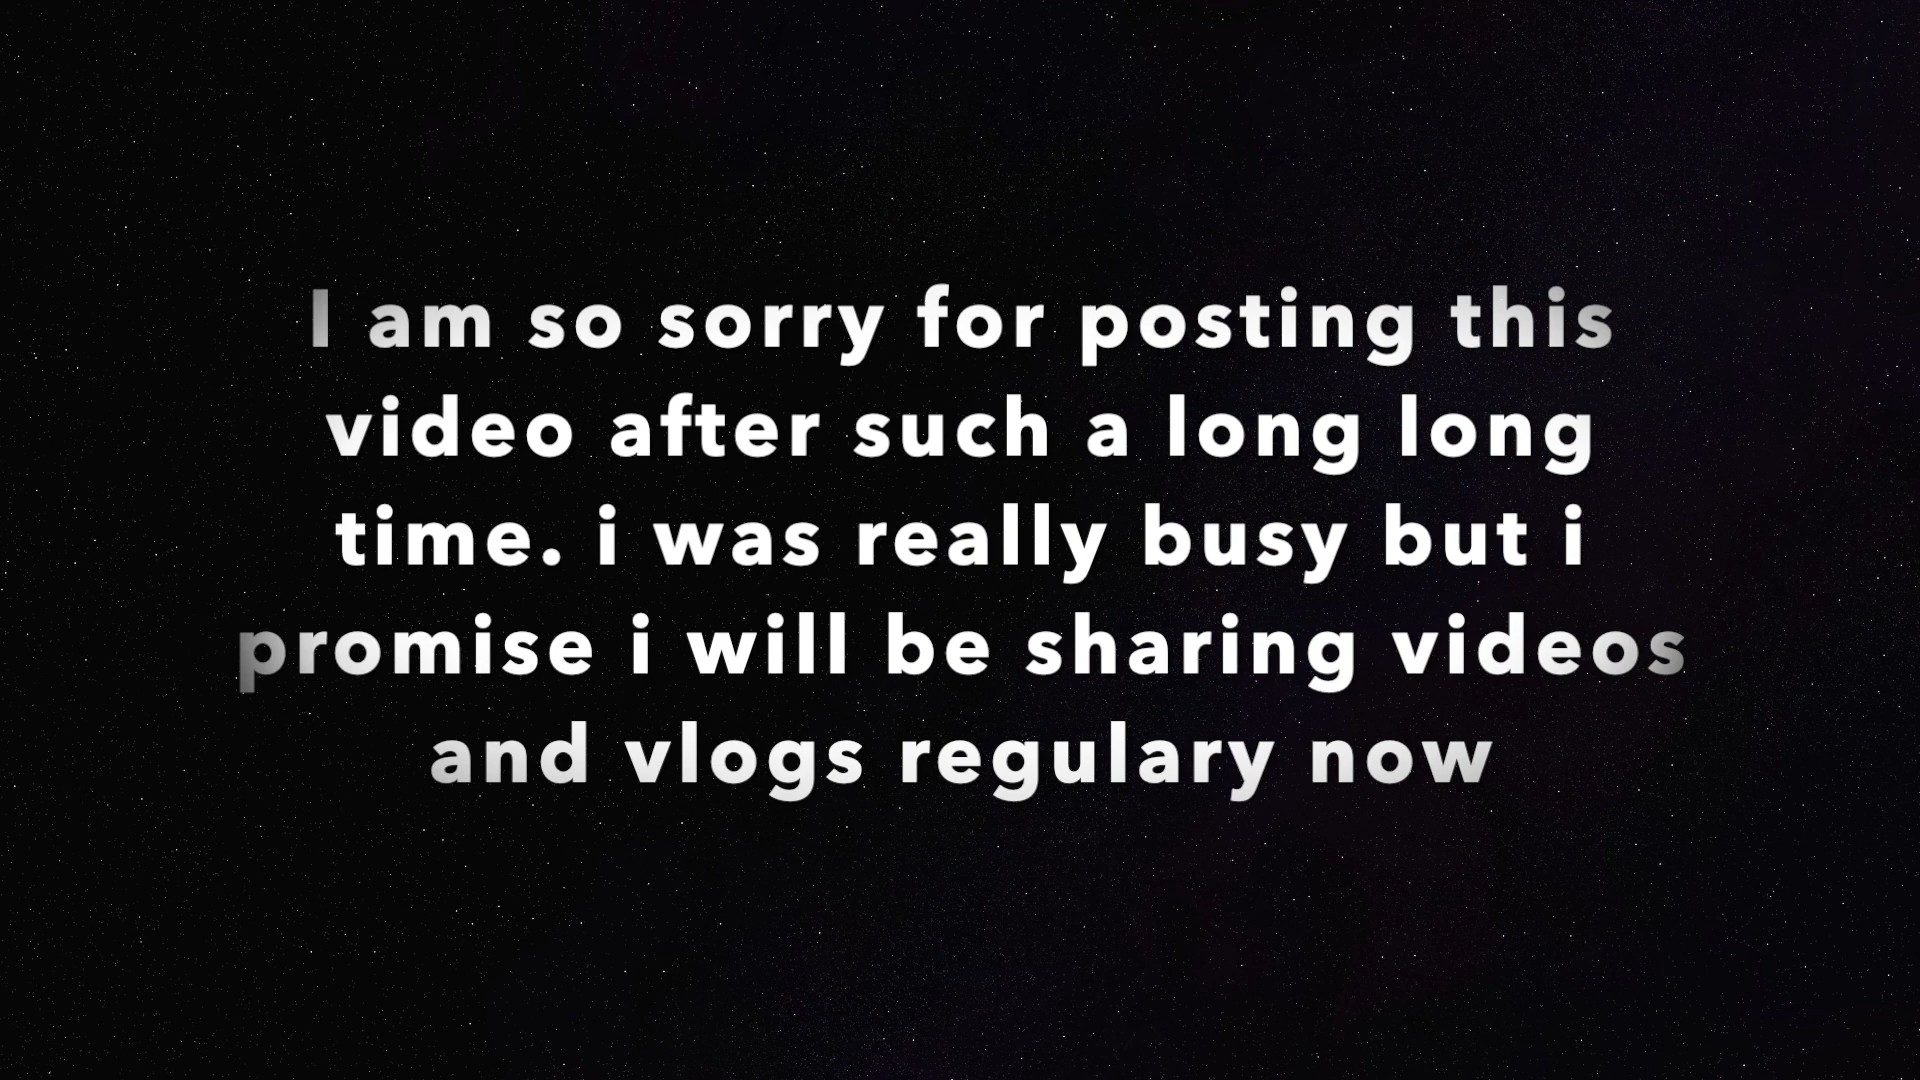 I am so sorry for posting this
video after such a long long
time. i was really busy but i
promise i will be sharing videos
and vlogs regulary now